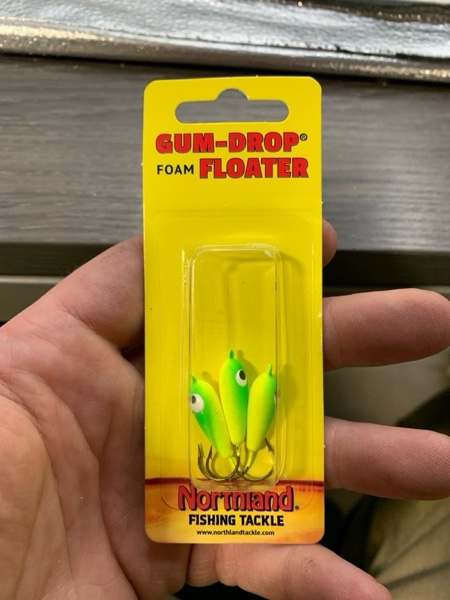 GUM-DROP®
FOAM FLOATER
Northland®
FISHING TACKLE
www.northlandtackle.com